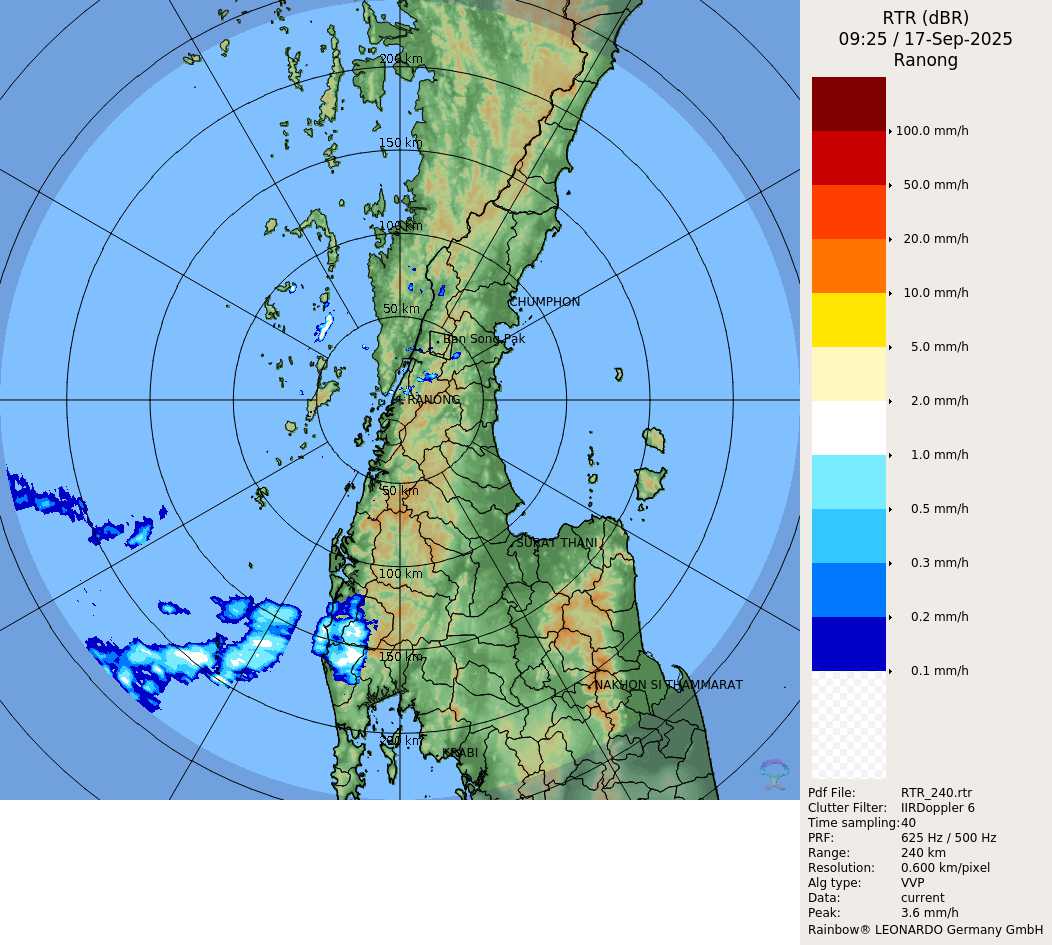 RTR (dBR)
09:25 / 17-Sep-2025
Ranong
100.0 mm/h
50.0 mm/h
20.0 mm/h
10.0 mm/h
5.0 mm/h
2.0 mm/h
1.0 mm/h
0.5 mm/h
0.3 mm/h
0.2 mm/h
0.1 mm/h
Pdf File: RTR_240.rtr
Clutter Filter: IIRDoppler 6
Time sampling: 40
PRF: 625 Hz / 500 Hz
Range: 240 km
Resolution: 0.600 km/pixel
Alg type: VVP
Data: current
Peak: 3.6 mm/h
Rainbow® LEONARDO Germany GmbH
200 km
150 km
100 km
CHUMPHON
50 km
Ban Song Pak
RANONG
50 km
SURAT THANI
100 km
150 km
NAKHON SI THAMMARAT
200 km
KRABI